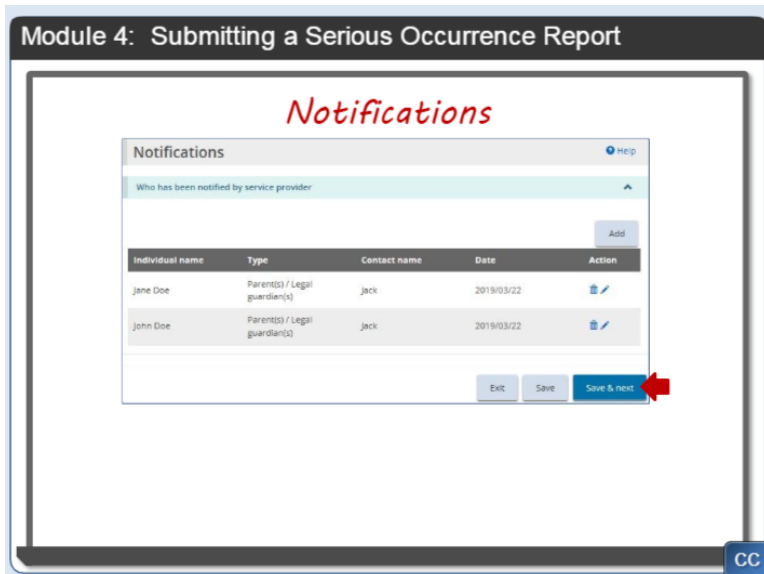 Module 4: Submitting a Serious Occurrence Report
Notifications
Notifications
Help
Who has been notified by service provider
Add
Individual name Type Contact name Date Action
Jane Doe Parent(s) / Legal guardian(s) Jack 2019/03/22
John Doe Parent(s) / Legal guardian(s) Jack 2019/03/22
Exit Save Save & next
CC